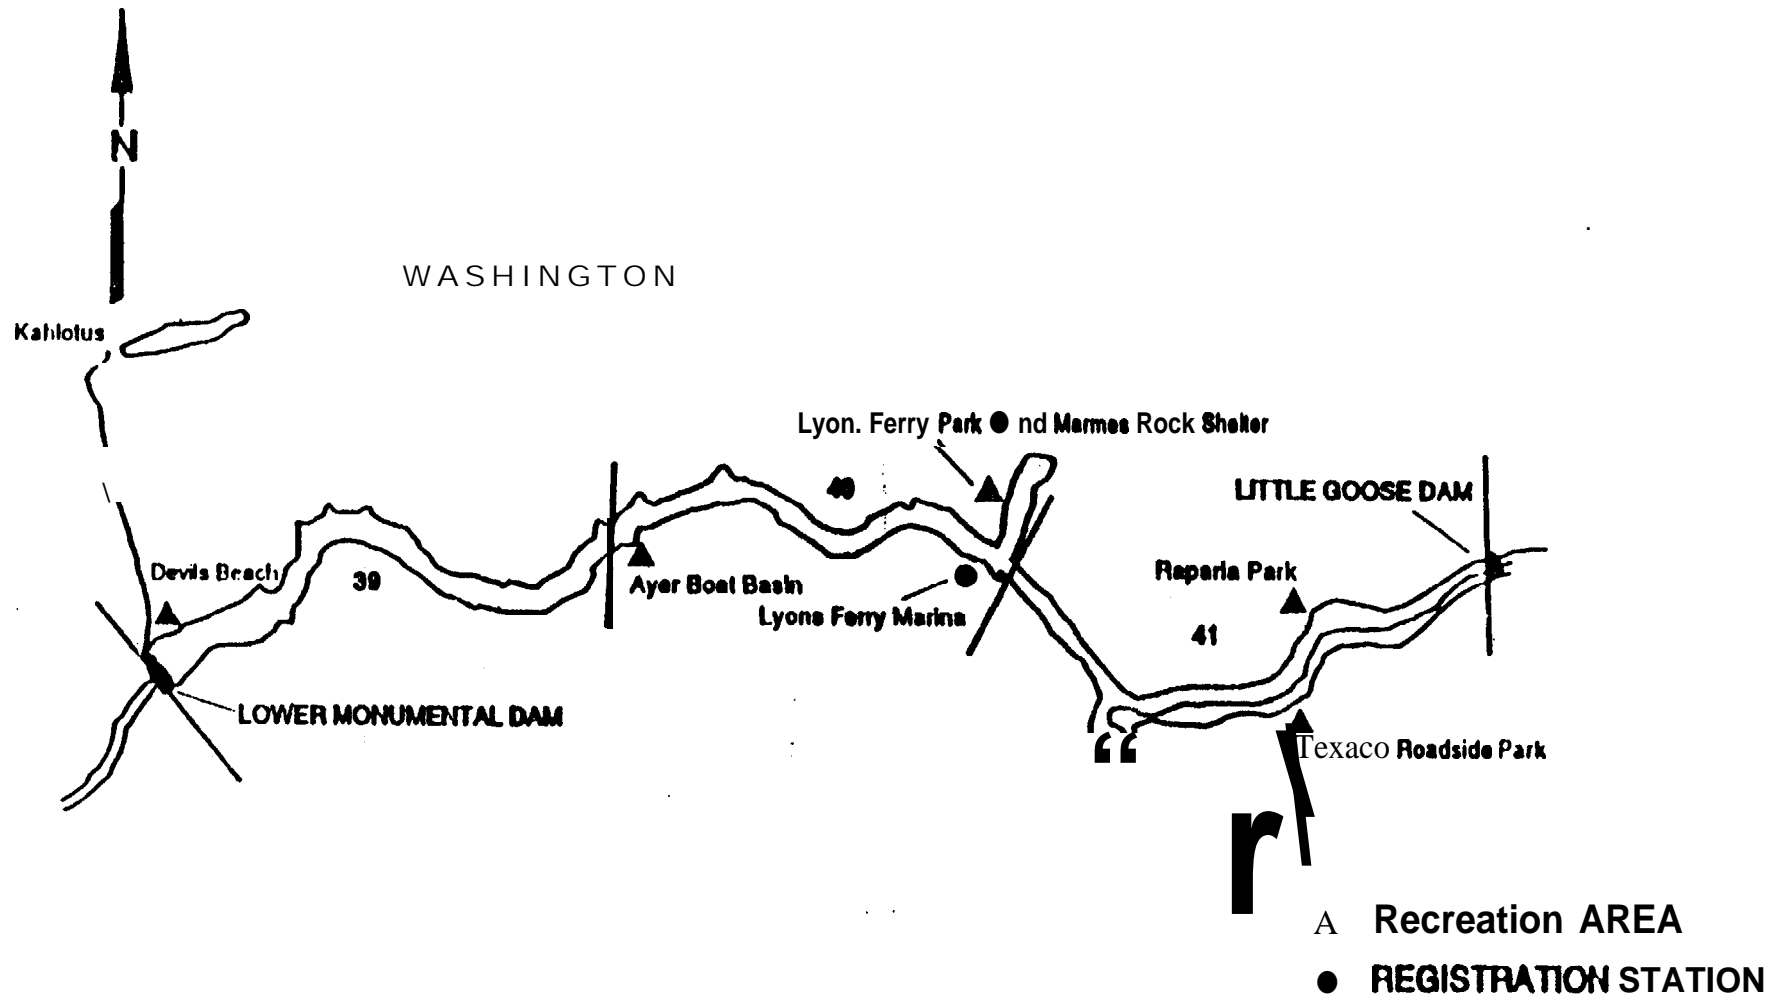 N
WASHINGTON
Kahlotus
Lyon. Ferry Park ● nd Marmes Rock Shelter
40
LITTLE GOOSE DAM
Devils Beach
39
Ayer Boat Basin
Raparia Park
Lyons Ferry Marina
41
LOWER MONUMENTAL DAM
“
Texaco Roadside Park
r
A Recreation AREA
● REGISTRATION STATION